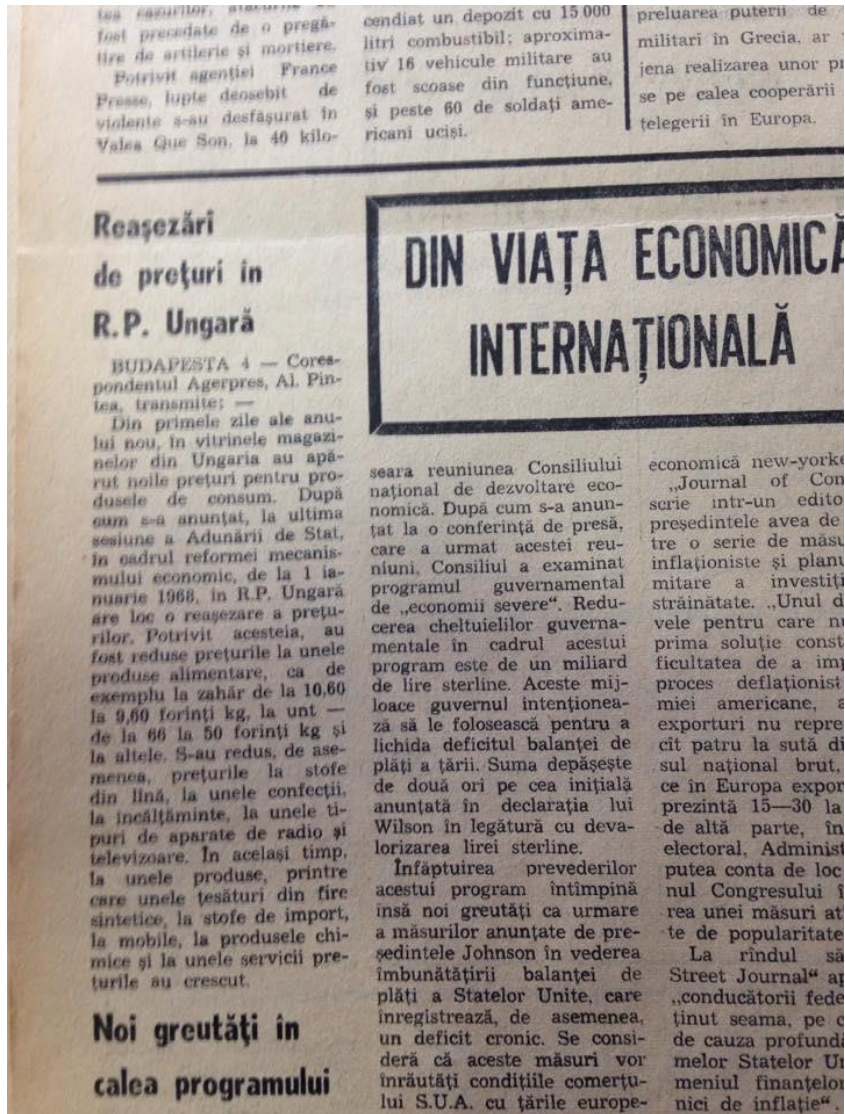 fost precedate de o pregă-
tire de artilerie și mortiere.
Potrivit agenției France
Presse, lupte deosebit de
violente s-au desfășurat în
Valea Que Son, la 40 kilo-
cendiat un depozit cu 15 000
litri combustibil; aproxima-
tiv 16 vehicule militare au
fost scoase din funcțiune,
și peste 60 de soldați ame-
ricani uciși.
preluarea puterii de
militari în Grecia, ar
jena realizarea unor
se pe calea cooperării
țelegerii în Europa.
Reașezări
de prețuri în
R.P. Ungară
BUDAPESTA 4 — Cores-
pondentul Agerpres, Al. Pin-
tea, transmite: —
Din primele zile ale anu-
lui nou, în vitrinele magazi-
nelor din Ungaria au apă-
rut noile prețuri pentru pro-
dusele de consum. După
cum s-a anunțat, la ultima
sesiune a Adunării de Stat,
în cadrul reformei mecanis-
mului economic, de la 1 ia-
nuarie 1968, în R.P. Ungară
are loc o reașezare a prețu-
rilor. Potrivit acesteia, au
fost reduse prețurile la unele
produse alimentare, ca de
exemplu la zahăr de la 10,60
la 9,60 forinți kg, la unt —
de la 66 la 50 forinți kg și
la altele. S-au redus, de ase-
menea, prețurile la stofe
din lînă, la unele confecții,
la încălțăminte, la unele ti-
puri de aparate de radio și
televizoare. În același timp,
la unele produse, printre
care unele țesături din fire
sintetice, la stofe de import,
la mobile, la produsele chi-
mice și la unele servicii pre-
țurile au crescut.
Noi greutăți în
calea programului
DIN VIAȚA ECONOMICĂ
INTERNAȚIONALĂ
seara reuniunea Consiliului
național de dezvoltare eco-
nomică. După cum s-a anun-
țat la o conferință de presă,
care a urmat acestei reu-
niuni, Consiliul a examinat
programul guvernamental
de „economii severe“. Redu-
cerea cheltuielilor guverna-
mentale în cadrul acestui
program este de un miliard
de lire sterline. Aceste mij-
loace guvernul intenționea-
ză să le folosească pentru a
lichida deficitul balanței de
plăți a țării. Suma depășește
de două ori pe cea inițială
anunțată în declarația lui
Wilson în legătură cu deva-
lorizarea lirei sterline.
Înfăptuirea prevederilor
acestui program întîmpină
însă noi greutăți ca urmare
a măsurilor anunțate de pre-
ședintele Johnson în vederea
îmbunătățirii balanței de
plăți a Statelor Unite, care
înregistrează, de asemenea,
un deficit cronic. Se consi-
deră că aceste măsuri vor
înrăutăți condițiile comerțu-
lui S.U.A. cu țările europe-
economică new-yorke
„Journal of Com
scrie intr-un edito
președintele avea de
tre o serie de măsu
inflaționiste și planu
mitare a investiți
străinătate. „Unul d
vele pentru care nu
prima soluție const
ficultatea de a imp
proces deflaționist
miei americane, a
exporturi nu repre
cît patru la sută di
sul național brut,
ce în Europa expor
prezintă 15—30 la
de altă parte, în
electoral, Administ
putea conta de loc
nul Congresului î
rea unei măsuri at
te de popularitate
La rîndul să
Street Journal“ ap
„conducătorii fede
ținut seama, pe c
de cauza profundă
melor Statelor Un
meniul finanțelor
nici de inflație“.